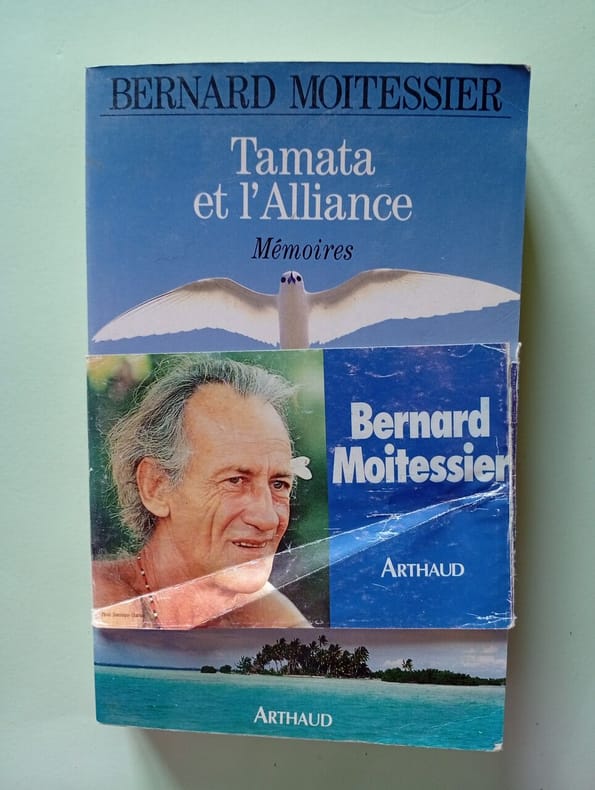 BERNARD MOITESSIER
Tamata
et l'Alliance
Mémoires
Bernard
Moitessier
ARTHAUD
ARTHAUD